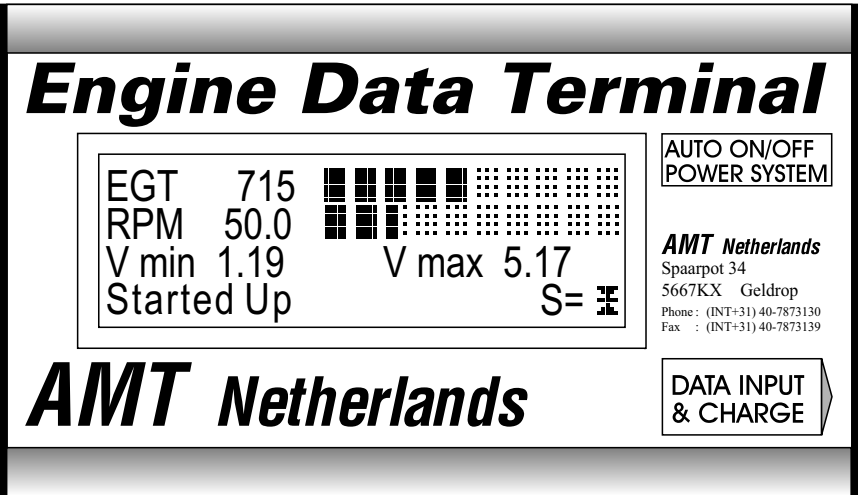 Engine Data Terminal
EGT 715
RPM 50.0
V min 1.19 V max 5.17
Started Up S=
AUTO ON/OFF
POWER SYSTEM
AMT Netherlands
Spaarpot 34
5667KX Geldrop
Phone : (INT+31) 40-7873130
Fax : (INT+31) 40-7873139
AMT Netherlands
DATA INPUT
& CHARGE